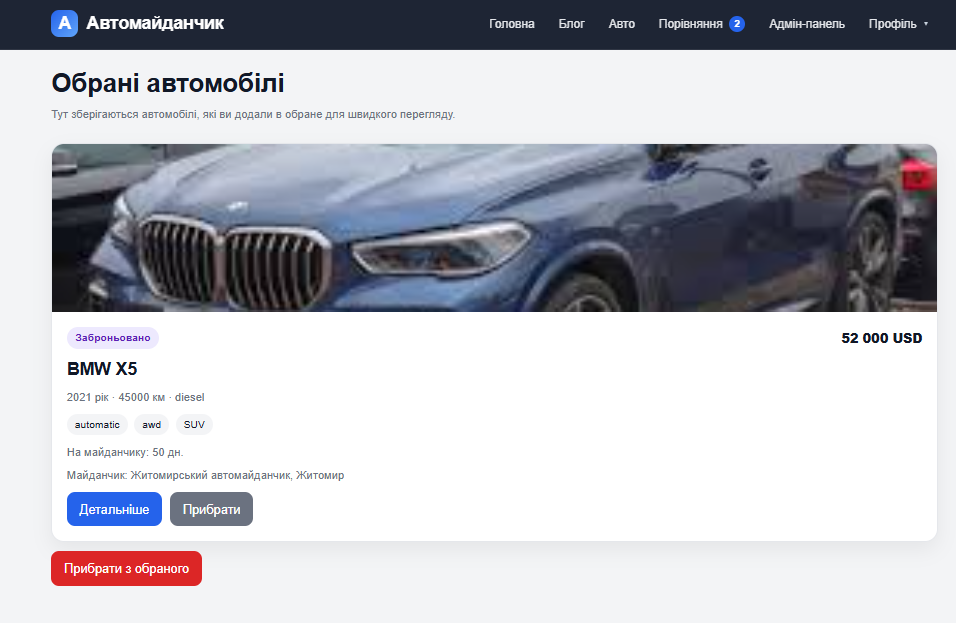 A Автомайданчик Головна Блог Авто Порівняння 2 Адмін-панель Профіль
Обрані автомобілі
Тут зберігаються автомобілі, які ви додали в обране для швидкого перегляду.
Заброньовано 52 000 USD
BMW X5
2021 рік · 45000 км · diesel
automatic awd SUV
На майданчику: 50 дн.
Майданчик: Житомирський автомайданчик, Житомир
Детальніше Прибрати
Прибрати з обраного